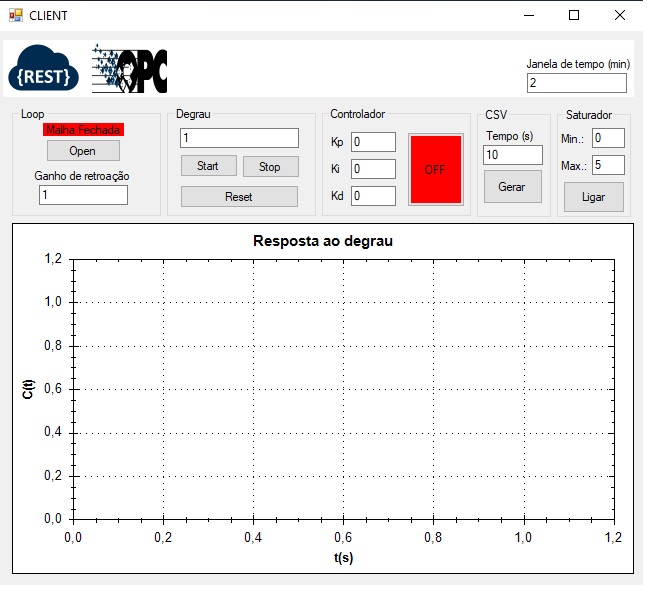 CLIENT
{REST}
OPC
Janela de tempo (min)
2
Loop
Malha Fechada
Open
Ganho de retroação
1
Degrau
1
Start
Stop
Reset
Controlador
Kp
0
Ki
0
Kd
0
OFF
CSV
Tempo (s)
10
Gerar
Saturador
Min.:
0
Max.:
5
Ligar
Resposta ao degrau
C(t)
1,2
1,0
0,8
0,6
0,4
0,2
0,0
0,0
0,2
0,4
0,6
0,8
1,0
1,2
t(s)